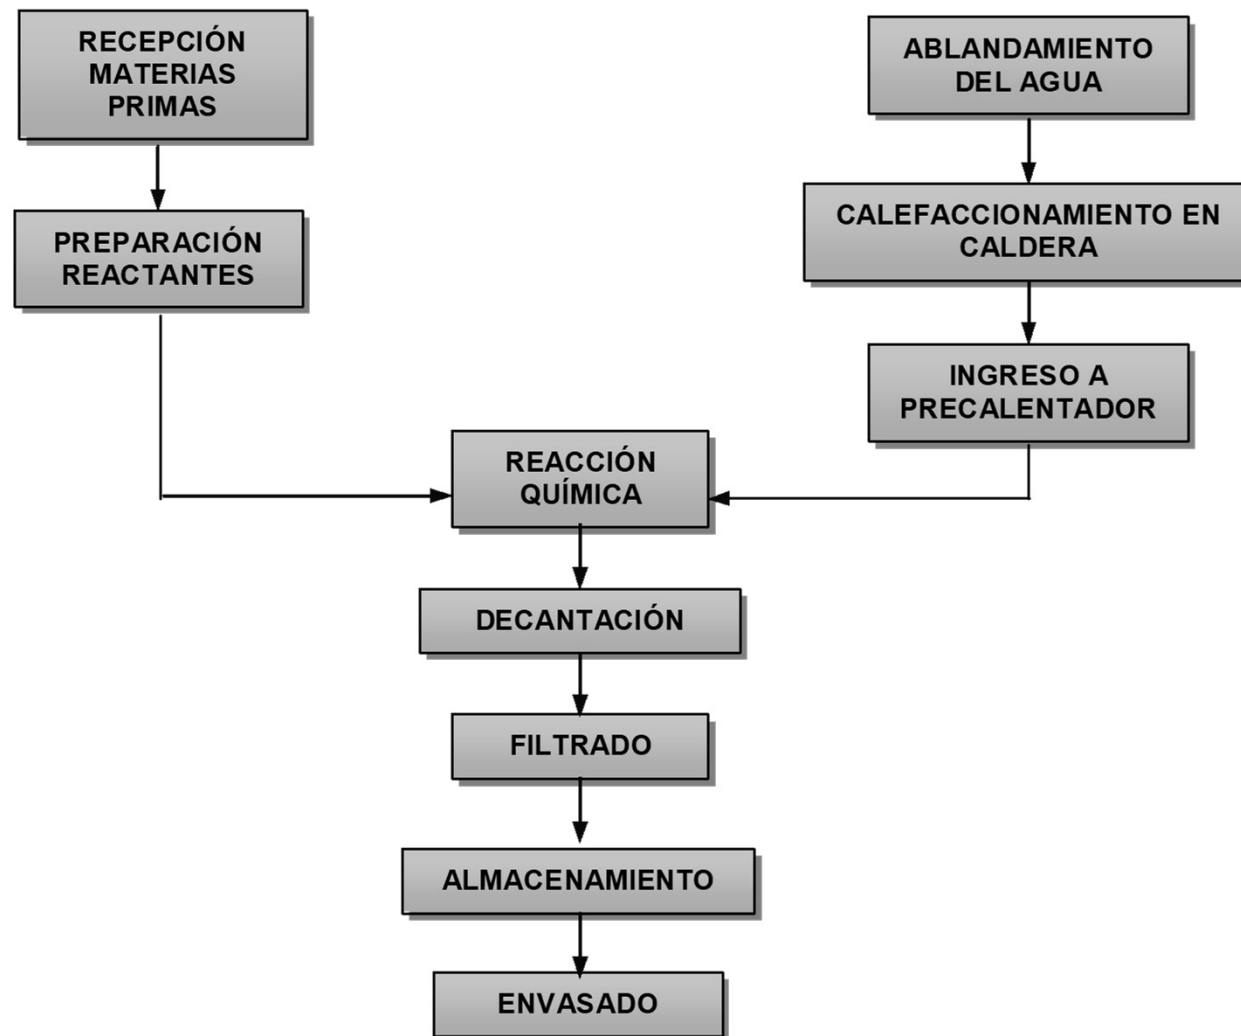 RECEPCIÓN
MATERIAS
PRIMAS
PREPARACIÓN
REACTANTES
ABLANDAMIENTO
DEL AGUA
CALEFACCIONAMIENTO EN
CALDERA
INGRESO A
PRECALENTADOR
REACCIÓN
QUÍMICA
DECANTACIÓN
FILTRADO
ALMACENAMIENTO
ENVASADO